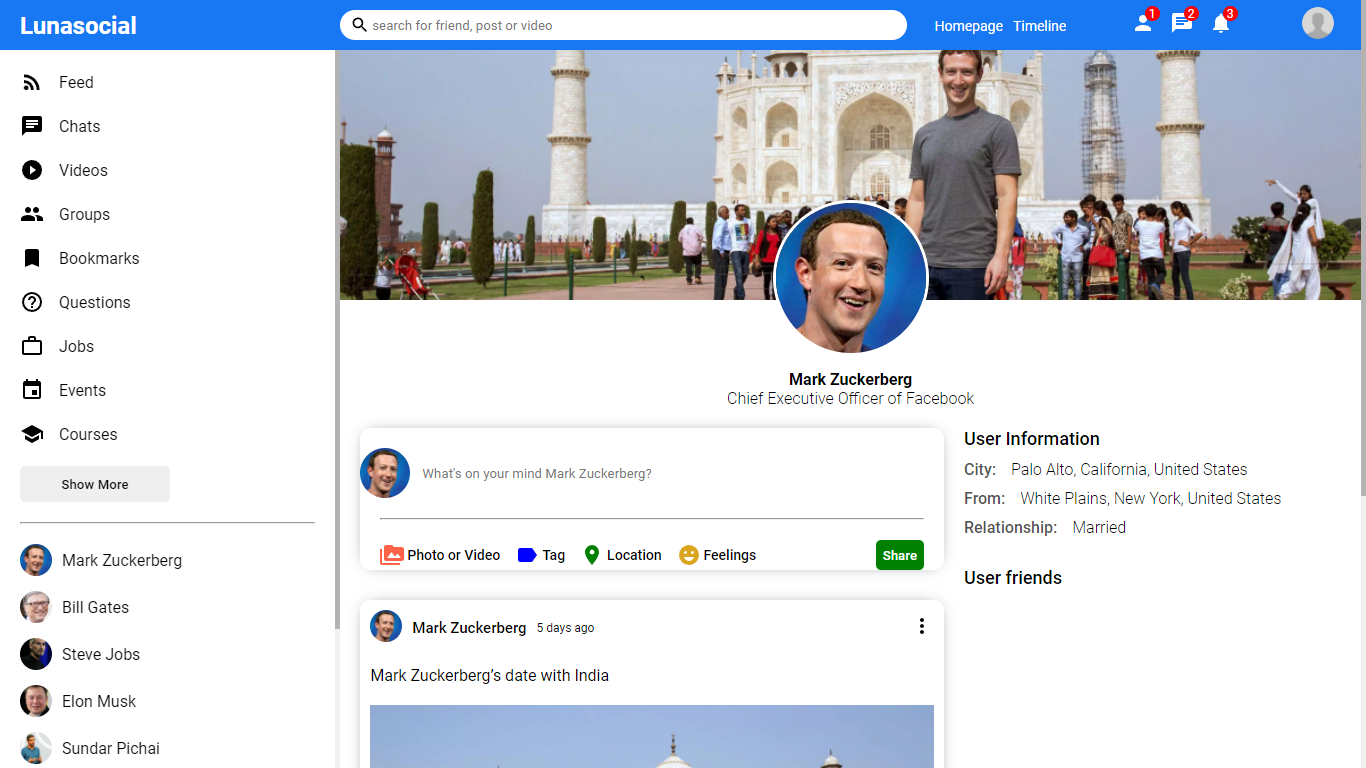 Lunasocial
search for friend, post or video
Homepage Timeline
1
2
3
Feed
Chats
Videos
Groups
Bookmarks
Questions
Jobs
Events
Courses
Show More
Mark Zuckerberg
Bill Gates
Steve Jobs
Elon Musk
Sundar Pichai
Mark Zuckerberg
Chief Executive Officer of Facebook
What's on your mind Mark Zuckerberg?
Photo or Video Tag Location Feelings Share
Mark Zuckerberg 5 days ago
Mark Zuckerberg’s date with India
User Information
City: Palo Alto, California, United States
From: White Plains, New York, United States
Relationship: Married
User friends